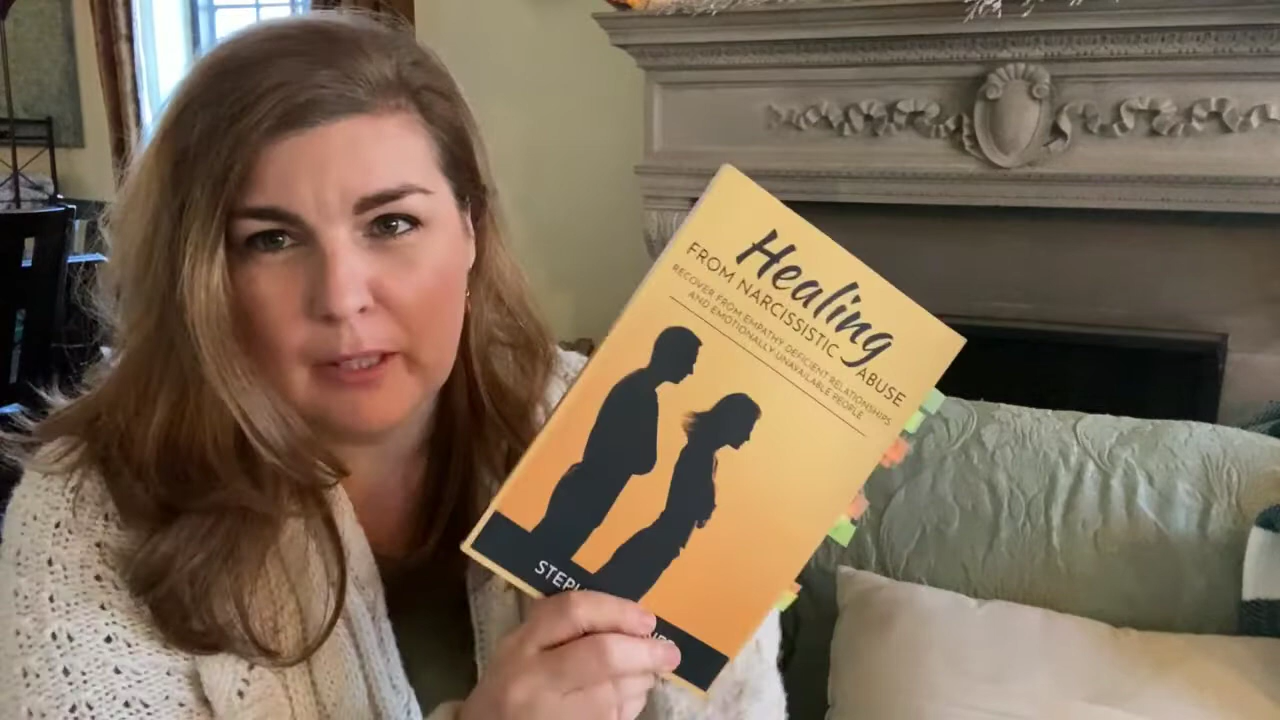 Healing
FROM NARCISSISTIC ABUSE
RECOVER FROM EMPATHY DEFICIENT RELATIONSHIPS
AND EMOTIONALLY UNAVAILABLE PEOPLE